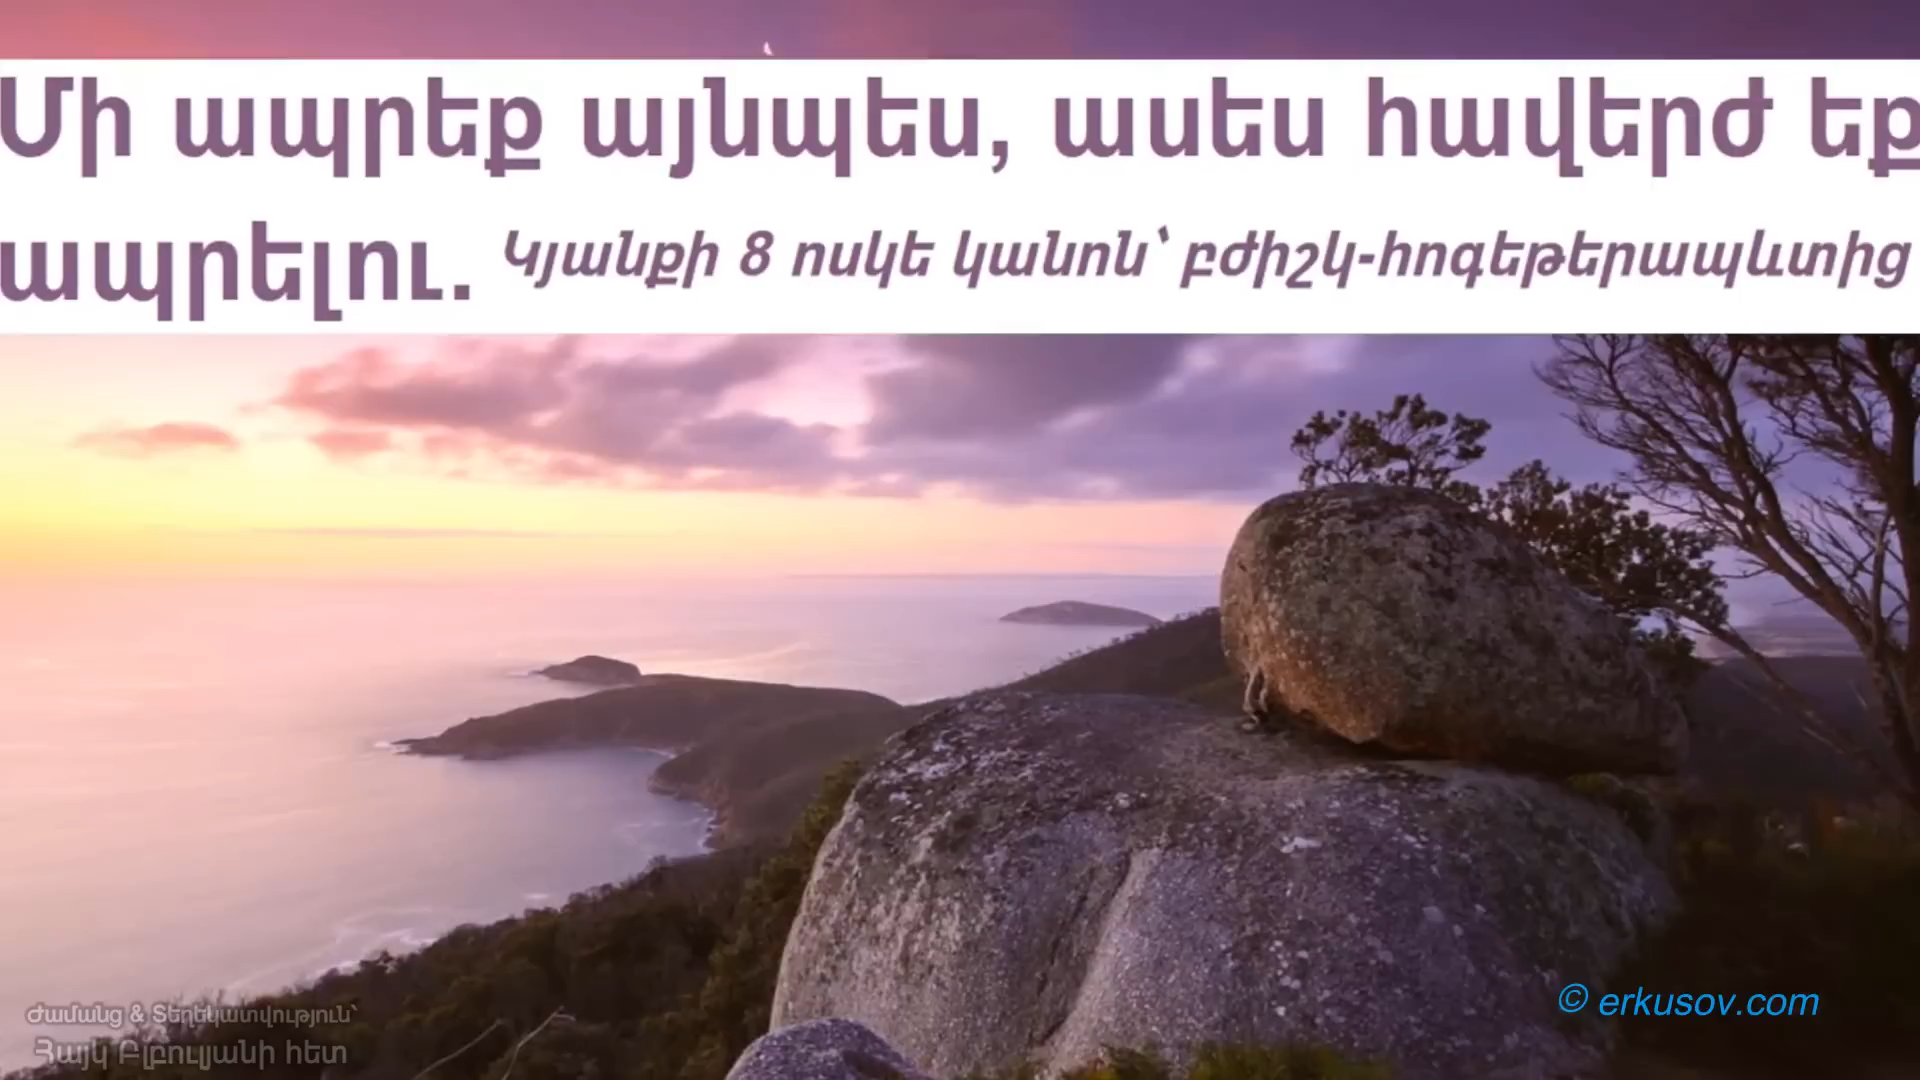 Մի ապրեք այնպես, ասես հավերժ եք
ապրելու. Կյանքի 8 ոսկե կանոն՝ բժիշկ-հոգեթերապևտից
© erkusov.com
Ժամանց & Տեղեկատվություն՝
Հայկ Բլբուլյանի հետ